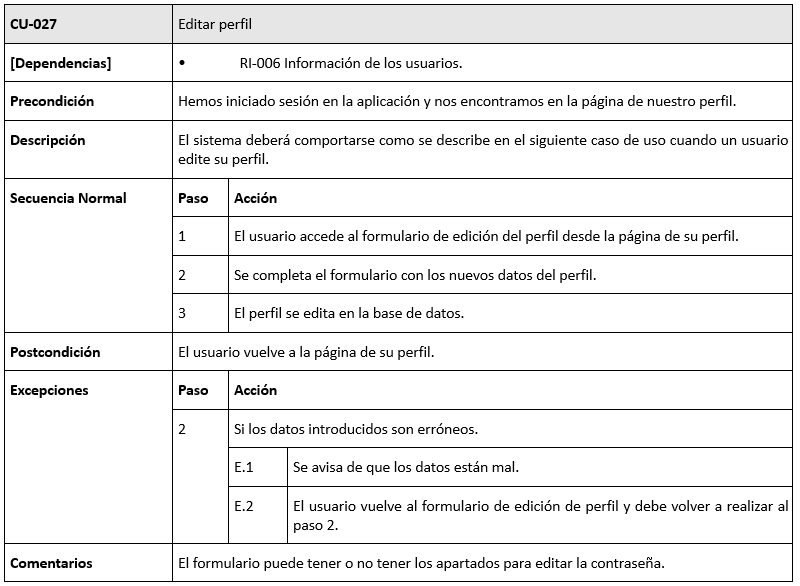 CU-027 Editar perfil
[Dependencias] • RI-006 Información de los usuarios.
Precondición Hemos iniciado sesión en la aplicación y nos encontramos en la página de nuestro perfil.
Descripción El sistema deberá comportarse como se describe en el siguiente caso de uso cuando un usuario
edite su perfil.
Secuencia Normal Paso Acción
1 El usuario accede al formulario de edición del perfil desde la página de su perfil.
2 Se completa el formulario con los nuevos datos del perfil.
3 El perfil se edita en la base de datos.
Postcondición El usuario vuelve a la página de su perfil.
Excepciones Paso Acción
2 Si los datos introducidos son erróneos.
E.1 Se avisa de que los datos están mal.
E.2 El usuario vuelve al formulario de edición de perfil y debe volver a realizar al
paso 2.
Comentarios El formulario puede tener o no tener los apartados para editar la contraseña.